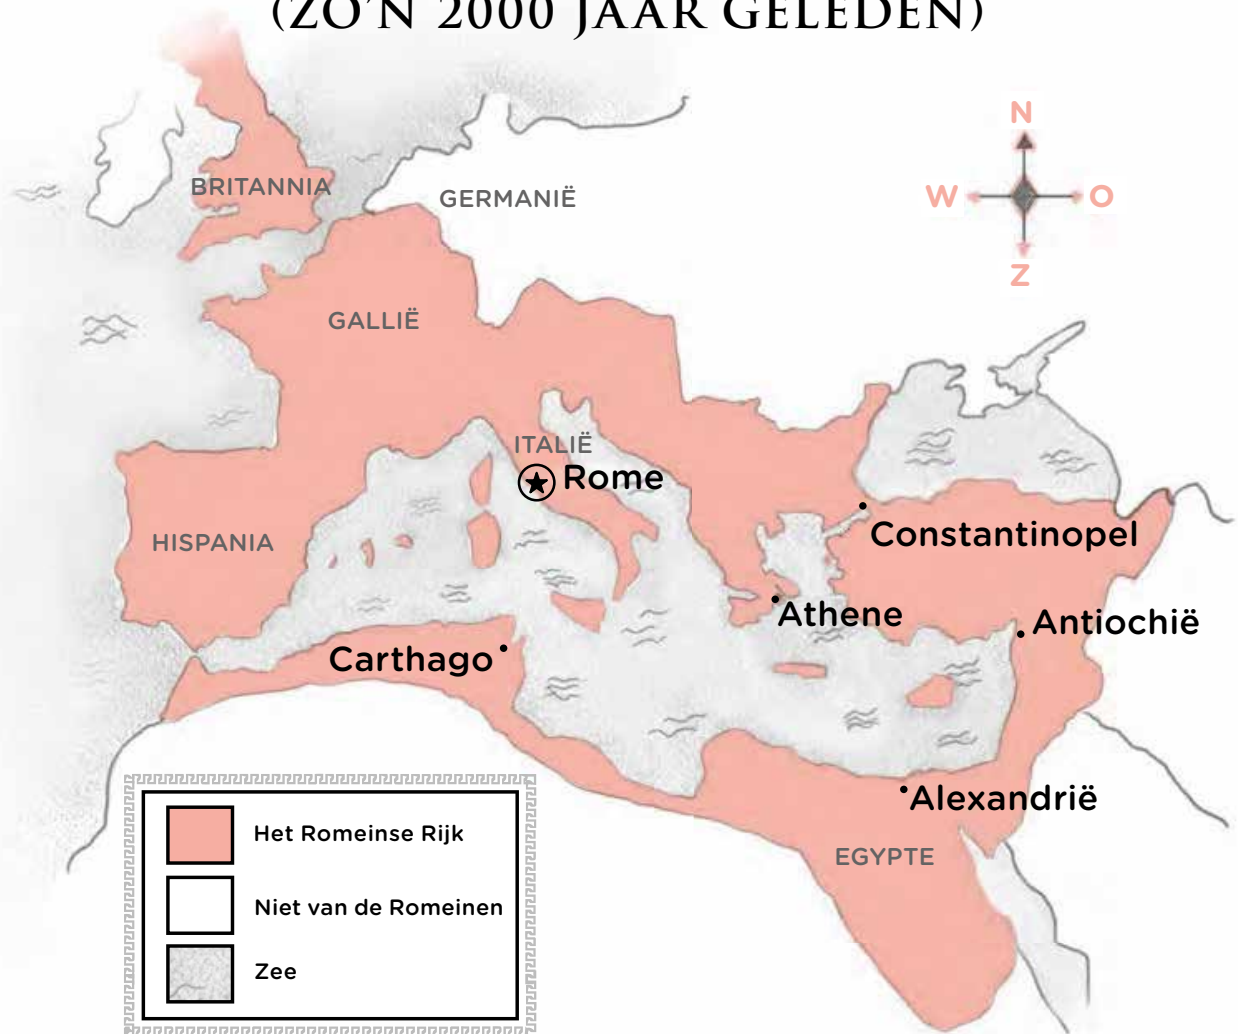 (ZO’N 2000 JAAR GELEDEN)
N
W
O
Z
BRITANNIA
GERMANIË
GALLIË
ITALIË
Rome
HISPANIA
Constantinopel
Athene
Antiochië
Carthago
Alexandrië
EGYPTE
Het Romeinse Rijk
Niet van de Romeinen
Zee